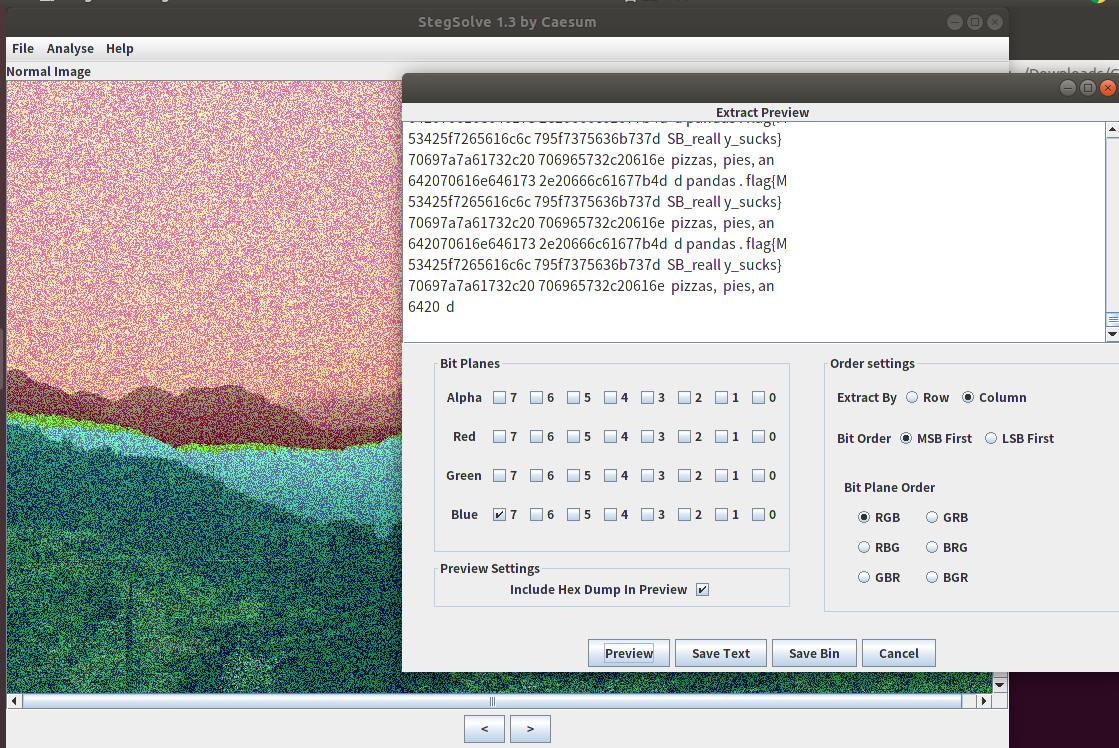 StegSolve 1.3 by Caesum
File Analyse Help
Normal Image
Extract Preview
53425f7265616c6c 795f7375636b737d SB_reall y_sucks}
70697a7a61732c20 706965732c20616e pizzas, pies, an
642070616e646173 2e20666c61677b4d d pandas . flag{M
53425f7265616c6c 795f7375636b737d SB_reall y_sucks}
70697a7a61732c20 706965732c20616e pizzas, pies, an
642070616e646173 2e20666c61677b4d d pandas . flag{M
53425f7265616c6c 795f7375636b737d SB_reall y_sucks}
70697a7a61732c20 706965732c20616e pizzas, pies, an
6420 d
Bit Planes
Alpha 7 6 5 4 3 2 1 0
Red 7 6 5 4 3 2 1 0
Green 7 6 5 4 3 2 1 0
Blue 7 6 5 4 3 2 1 0
Preview Settings
Include Hex Dump In Preview
Order settings
Extract By Row Column
Bit Order MSB First LSB First
Bit Plane Order
RGB GRB
RBG BRG
GBR BGR
Preview Save Text Save Bin Cancel
< >